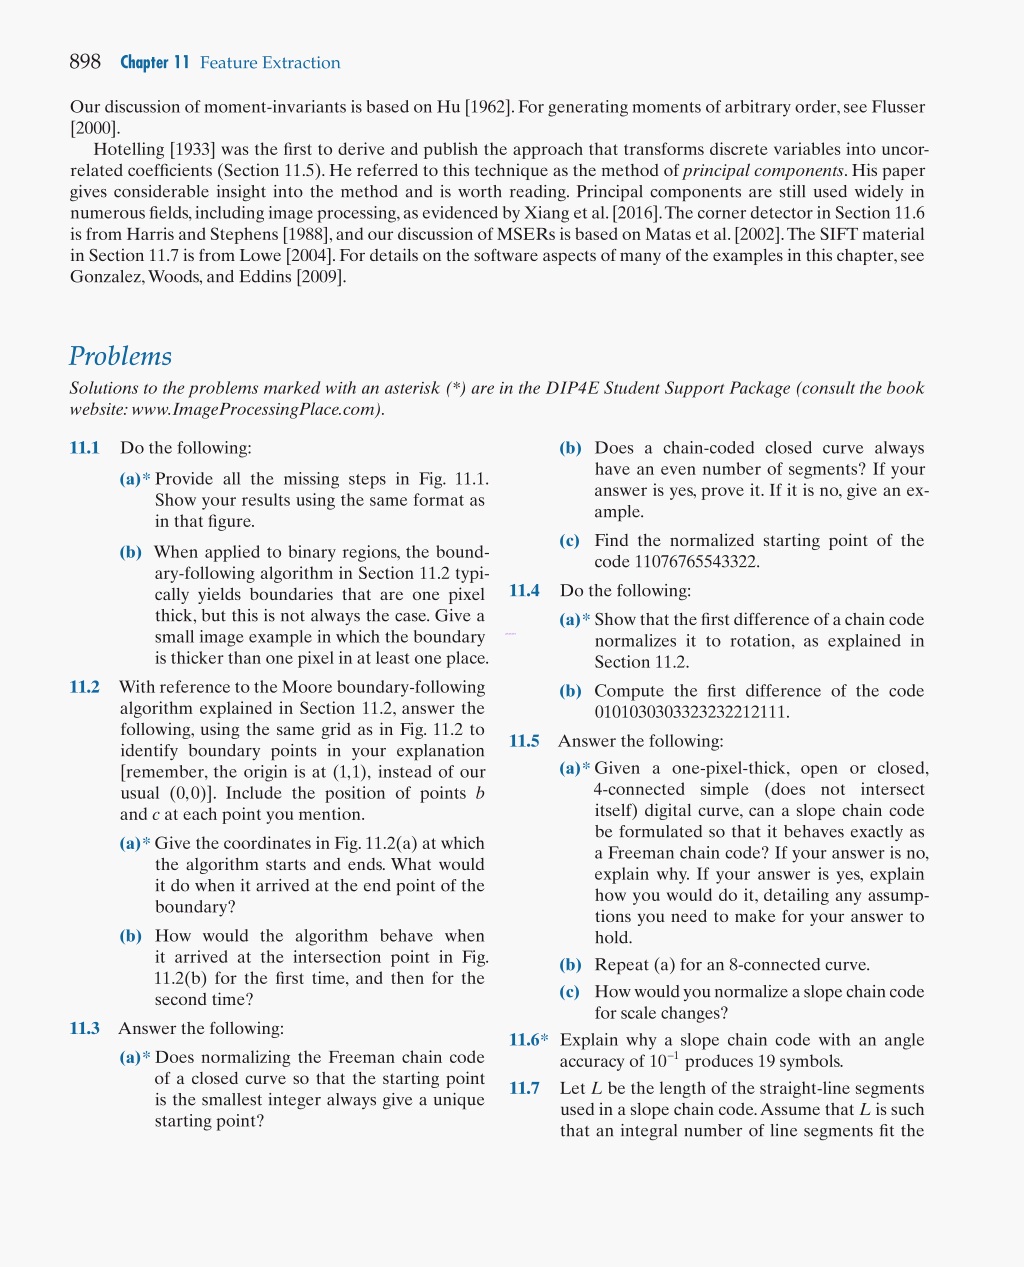 898 Chapter 11 Feature Extraction
Our discussion of moment-invariants is based on Hu [1962]. For generating moments of arbitrary order, see Flusser
[2000].
Hotelling [1933] was the first to derive and publish the approach that transforms discrete variables into uncor-
related coefficients (Section 11.5). He referred to this technique as the method of principal components. His paper
gives considerable insight into the method and is worth reading. Principal components are still used widely in
numerous fields, including image processing, as evidenced by Xiang et al. [2016]. The corner detector in Section 11.6
is from Harris and Stephens [1988], and our discussion of MSERs is based on Matas et al. [2002]. The SIFT material
in Section 11.7 is from Lowe [2004]. For details on the software aspects of many of the examples in this chapter, see
Gonzalez, Woods, and Eddins [2009].
Problems
Solutions to the problems marked with an asterisk (*) are in the DIP4E Student Support Package (consult the book
website: www.ImageProcessingPlace.com).
11.1 Do the following:
(a)* Provide all the missing steps in Fig. 11.1.
Show your results using the same format as
in that figure.
(b) When applied to binary regions, the bound-
ary-following algorithm in Section 11.2 typi-
cally yields boundaries that are one pixel
thick, but this is not always the case. Give a
small image example in which the boundary
is thicker than one pixel in at least one place.
11.2 With reference to the Moore boundary-following
algorithm explained in Section 11.2, answer the
following, using the same grid as in Fig. 11.2 to
identify boundary points in your explanation
[remember, the origin is at (1,1), instead of our
usual (0,0)]. Include the position of points b
and c at each point you mention.
(a)* Give the coordinates in Fig. 11.2(a) at which
the algorithm starts and ends. What would
it do when it arrived at the end point of the
boundary?
(b) How would the algorithm behave when
it arrived at the intersection point in Fig.
11.2(b) for the first time, and then for the
second time?
11.3 Answer the following:
(a)* Does normalizing the Freeman chain code
of a closed curve so that the starting point
is the smallest integer always give a unique
starting point?
(b) Does a chain-coded closed curve always
have an even number of segments? If your
answer is yes, prove it. If it is no, give an ex-
ample.
(c) Find the normalized starting point of the
code 11076765543322.
11.4 Do the following:
(a)* Show that the first difference of a chain code
normalizes it to rotation, as explained in
Section 11.2.
(b) Compute the first difference of the code
0101030303323232212111.
11.5 Answer the following:
(a)* Given a one-pixel-thick, open or closed,
4-connected simple (does not intersect
itself) digital curve, can a slope chain code
be formulated so that it behaves exactly as
a Freeman chain code? If your answer is no,
explain why. If your answer is yes, explain
how you would do it, detailing any assump-
tions you need to make for your answer to
hold.
(b) Repeat (a) for an 8-connected curve.
(c) How would you normalize a slope chain code
for scale changes?
11.6* Explain why a slope chain code with an angle
accuracy of 10⁻¹ produces 19 symbols.
11.7 Let L be the length of the straight-line segments
used in a slope chain code. Assume that L is such
that an integral number of line segments fit the